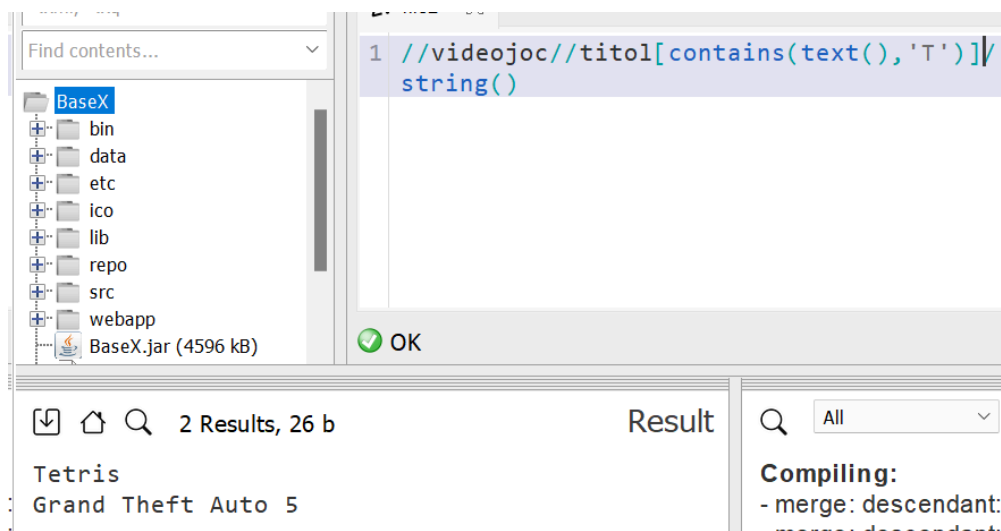 Find contents...
BaseX
bin
data
etc
ico
lib
repo
src
webapp
BaseX.jar (4596 kB)
1 //videojoc//titol[contains(text(),'T')]/
string()
OK
2 Results, 26 b
Result
Tetris
Grand Theft Auto 5
All
Compiling:
- merge: descendant: